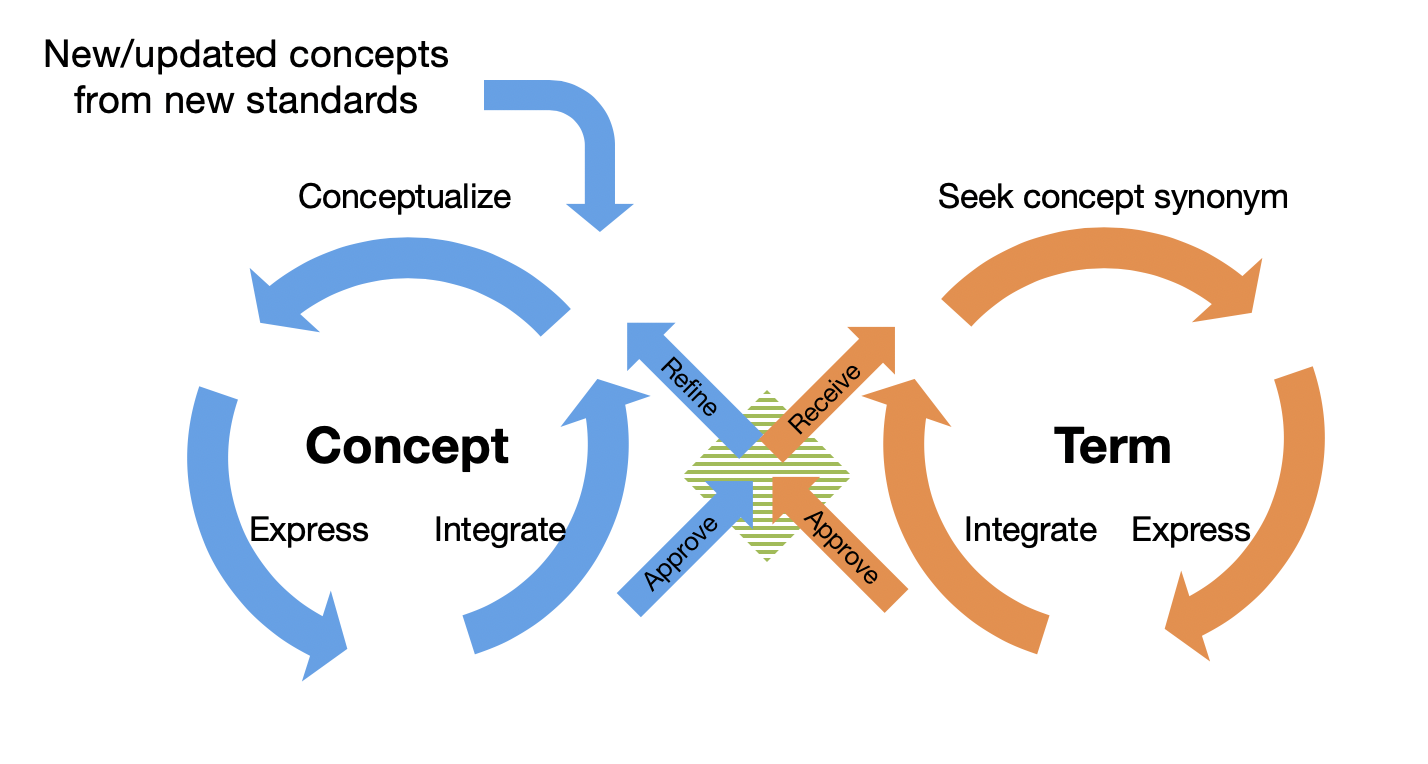 New/updated concepts
from new standards
Conceptualize
Seek concept synonym
Refine
Receive
Concept
Term
Express
Integrate
Approve
Approve
Integrate
Express